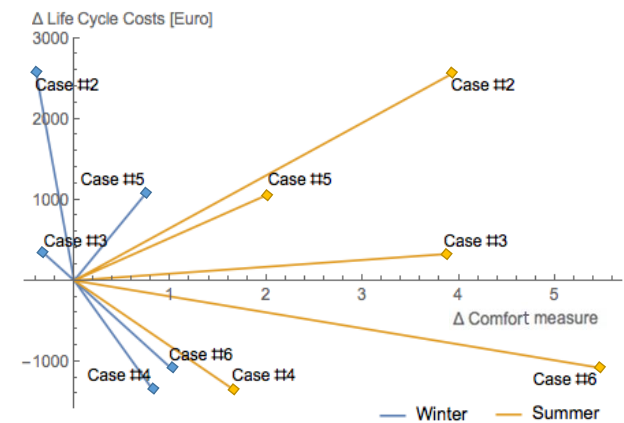 Δ Life Cycle Costs [Euro]
3000
Case ♯2
Case ♯2
2000
Case ♯5
Case ♯5
1000
Case ♯3
Case ♯3
1 2 3 4 5
Δ Comfort measure
−1000
Case ♯6
Case ♯4
Case ♯4
Case ♯6
Winter
Summer